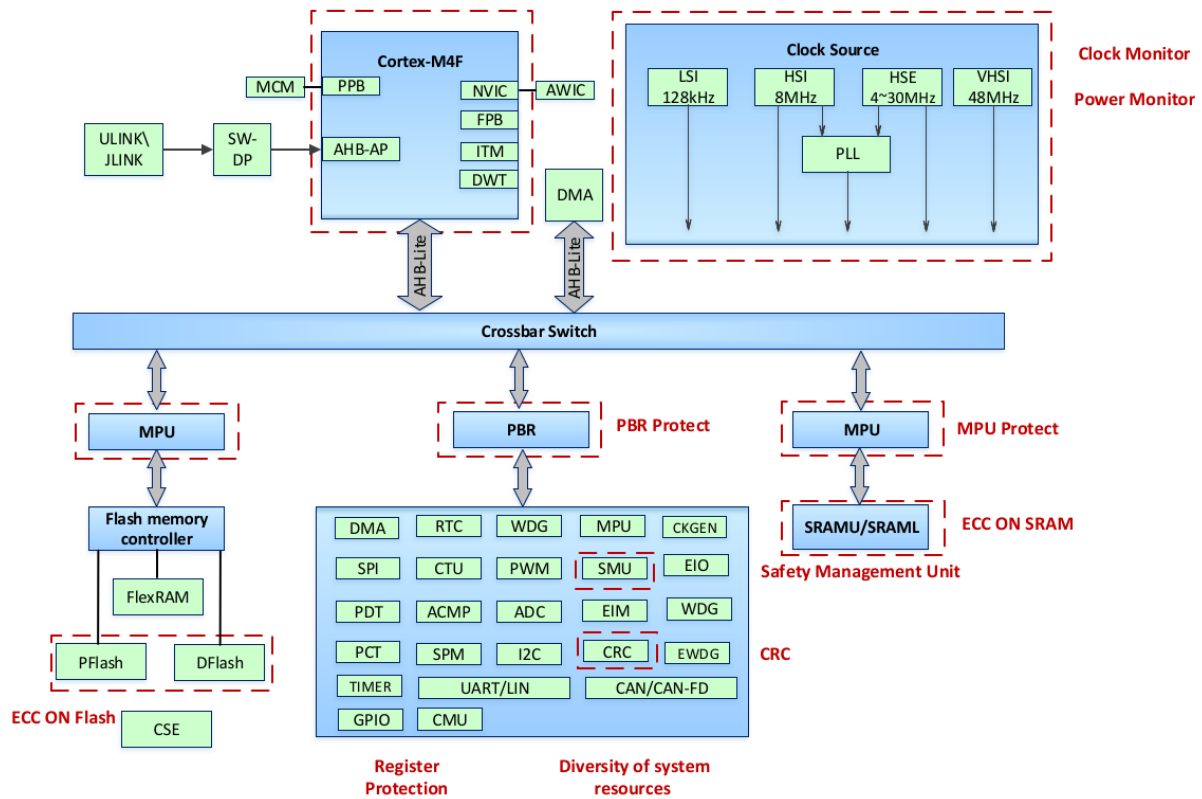 Cortex-M4F
MCM
PPB
NVIC
AWIC
FPB
ULINK\
JLINK
SW-
DP
AHB-AP
ITM
DWT
DMA
Clock Source
LSI
128kHz
HSI
8MHz
HSE
4~30MHz
VHSI
48MHz
PLL
Clock Monitor
Power Monitor
AHB-Lite
AHB-Lite
Crossbar Switch
MPU
PBR
PBR Protect
MPU
MPU Protect
Flash memory
controller
FlexRAM
PFlash
DFlash
ECC ON Flash
CSE
SRAMU/SRAML
ECC ON SRAM
DMA
RTC
WDG
MPU
CKGEN
SPI
CTU
PWM
SMU
EIO
Safety Management Unit
PDT
ACMP
ADC
EIM
WDG
PCT
SPM
I2C
CRC
EWDG
CRC
TIMER
UART/LIN
CAN/CAN-FD
GPIO
CMU
Register
Protection
Diversity of system
resources